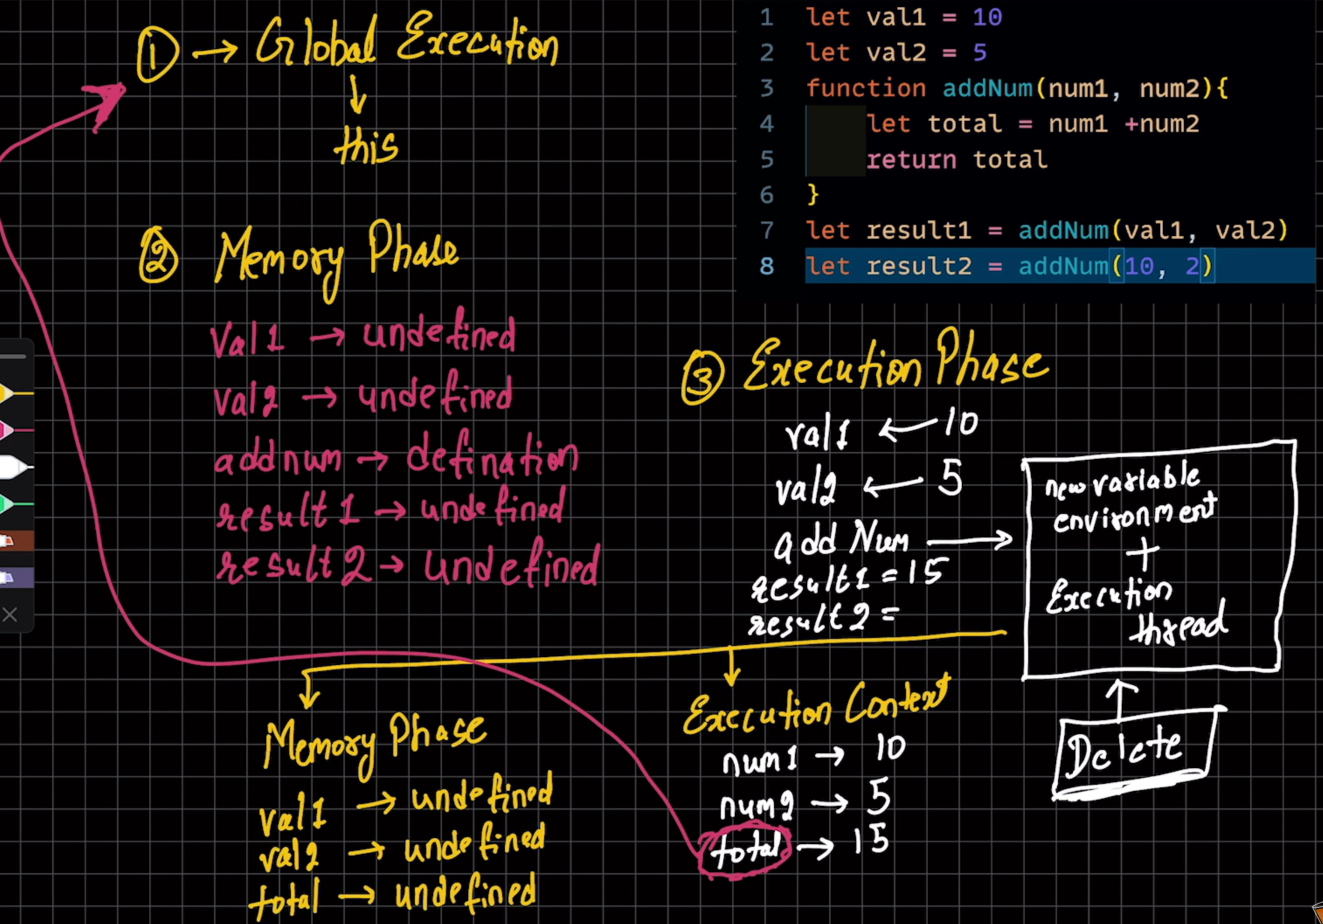 ① → Global Execution
this
② Memory Phase
Val1 → undefined
val2 → undefined
addnum → defination
result1 → undefined
result2 → undefined
1 let val1 = 10
2 let val2 = 5
3 function addNum(num1, num2){
4 let total = num1 +num2
5 return total
6 }
7 let result1 = addNum(val1, val2)
8 let result2 = addNum(10, 2)
③ Execution Phase
val1 ← 10
val2 ← 5
add Num →
result1 = 15
result2 =
new variable
environment
+
Execution
thread
Delete
Memory Phase
val1 → undefined
val2 → undefined
total → undefined
Execution Context
num1 → 10
num2 → 5
total → 15